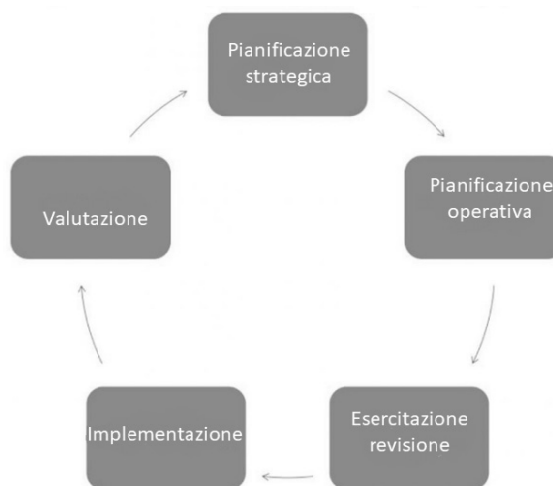 Pianificazione
strategica
Pianificazione
operativa
Esercitazione
revisione
Implementazione
Valutazione